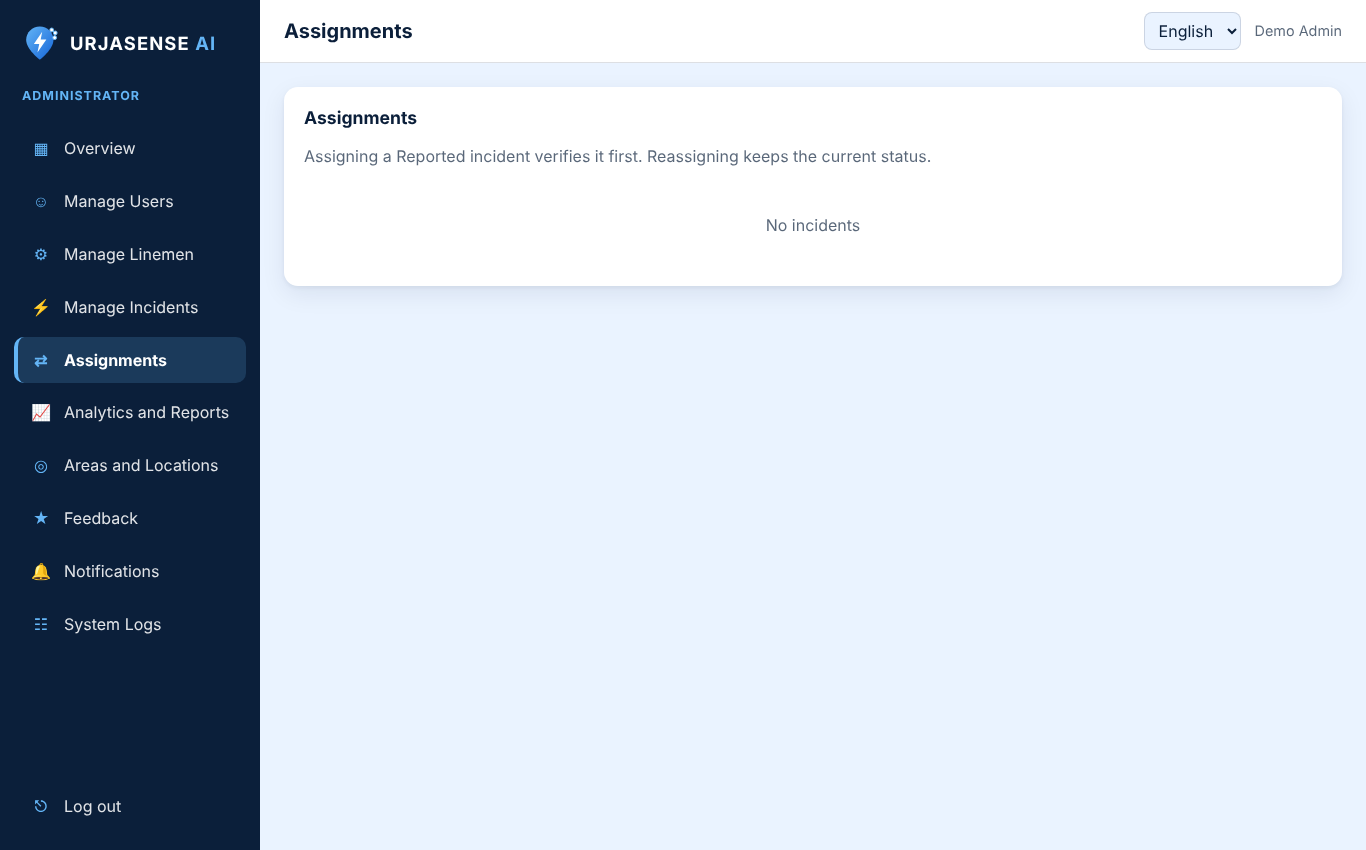 URJASENSE AI
ADMINISTRATOR
Overview
Manage Users
Manage Linemen
Manage Incidents
Assignments
Analytics and Reports
Areas and Locations
Feedback
Notifications
System Logs
Log out
Assignments
English
Demo Admin
Assignments
Assigning a Reported incident verifies it first. Reassigning keeps the current status.
No incidents